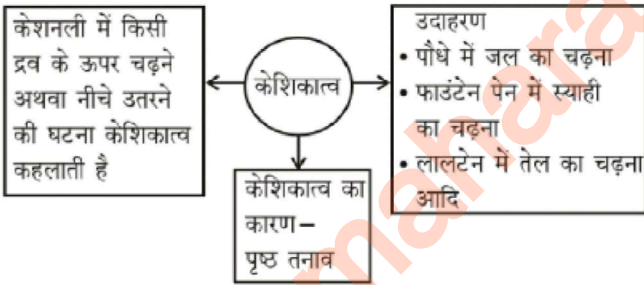 केशनली में किसी
द्रव के ऊपर चढ़ने
अथवा नीचे उतरने
की घटना केशिकात्व
कहलाती है
केशिकात्व
उदाहरण
• पौधे में जल का चढ़ना
• फाउंटेन पेन में स्याही
का चढ़ना
• लालटेन में तेल का चढ़ना
आदि
केशिकात्व का
कारण–
पृष्ठ तनाव